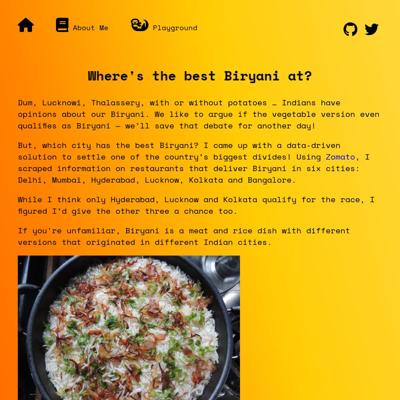 About Me
Playground
Where's the best Biryani at?
Dum, Lucknowi, Thalassery, with or without potatoes … Indians have
opinions about our Biryani. We like to argue if the vegetable version even
qualifies as Biryani — we'll save that debate for another day!
But, which city has the best Biryani? I came up with a data-driven
solution to settle one of the country's biggest divides! Using Zomato, I
scraped information on restaurants that deliver Biryani in six cities:
Delhi, Mumbai, Hyderabad, Lucknow, Kolkata and Bangalore.
While I think only Hyderabad, Lucknow and Kolkata qualify for the race, I
figured I'd give the other three a chance too.
If you're unfamiliar, Biryani is a meat and rice dish with different
versions that originated in different Indian cities.